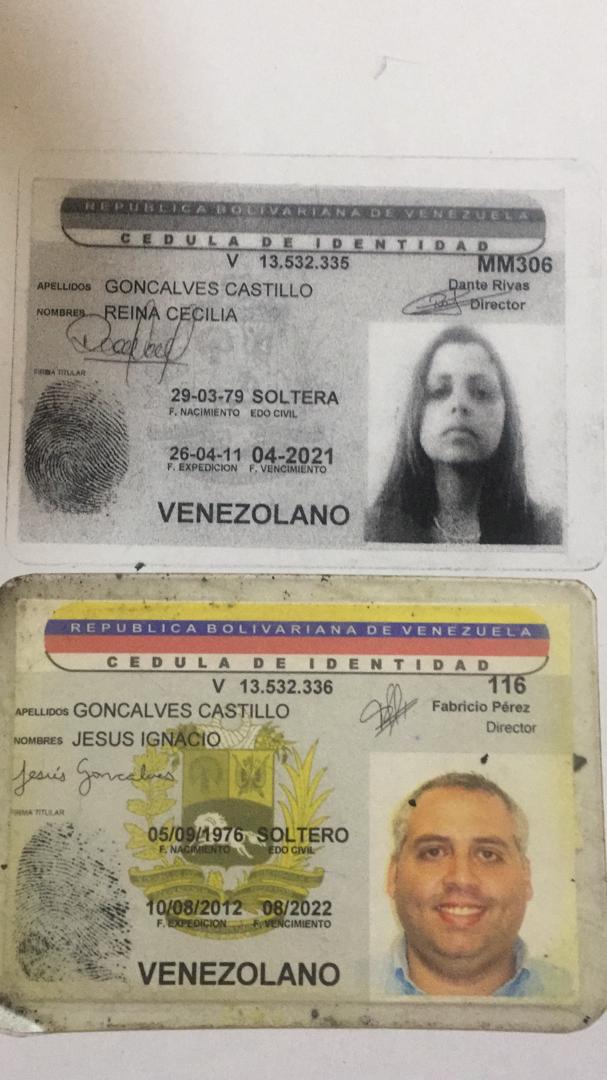 REPUBLICA BOLIVARIANA DE VENEZUELA
CEDULA DE IDENTIDAD
V 13.532.335 MM306
APELLIDOS GONCALVES CASTILLO Dante Rivas
NOMBRES REINA CECILIA Director
FIRMA TITULAR
29-03-79 SOLTERA
F. NACIMIENTO EDO CIVIL
26-04-11 04-2021
F. EXPEDICION F. VENCIMIENTO
VENEZOLANO
REPUBLICA BOLIVARIANA DE VENEZUELA
CEDULA DE IDENTIDAD
V 13.532.336 116
APELLIDOS GONCALVES CASTILLO Fabricio Pérez
NOMBRES JESUS IGNACIO Director
Jesús Goncalves
FIRMA TITULAR
05/09/1976 SOLTERO
F. NACIMIENTO EDO CIVIL
10/08/2012 08/2022
F. EXPEDICION F. VENCIMIENTO
VENEZOLANO